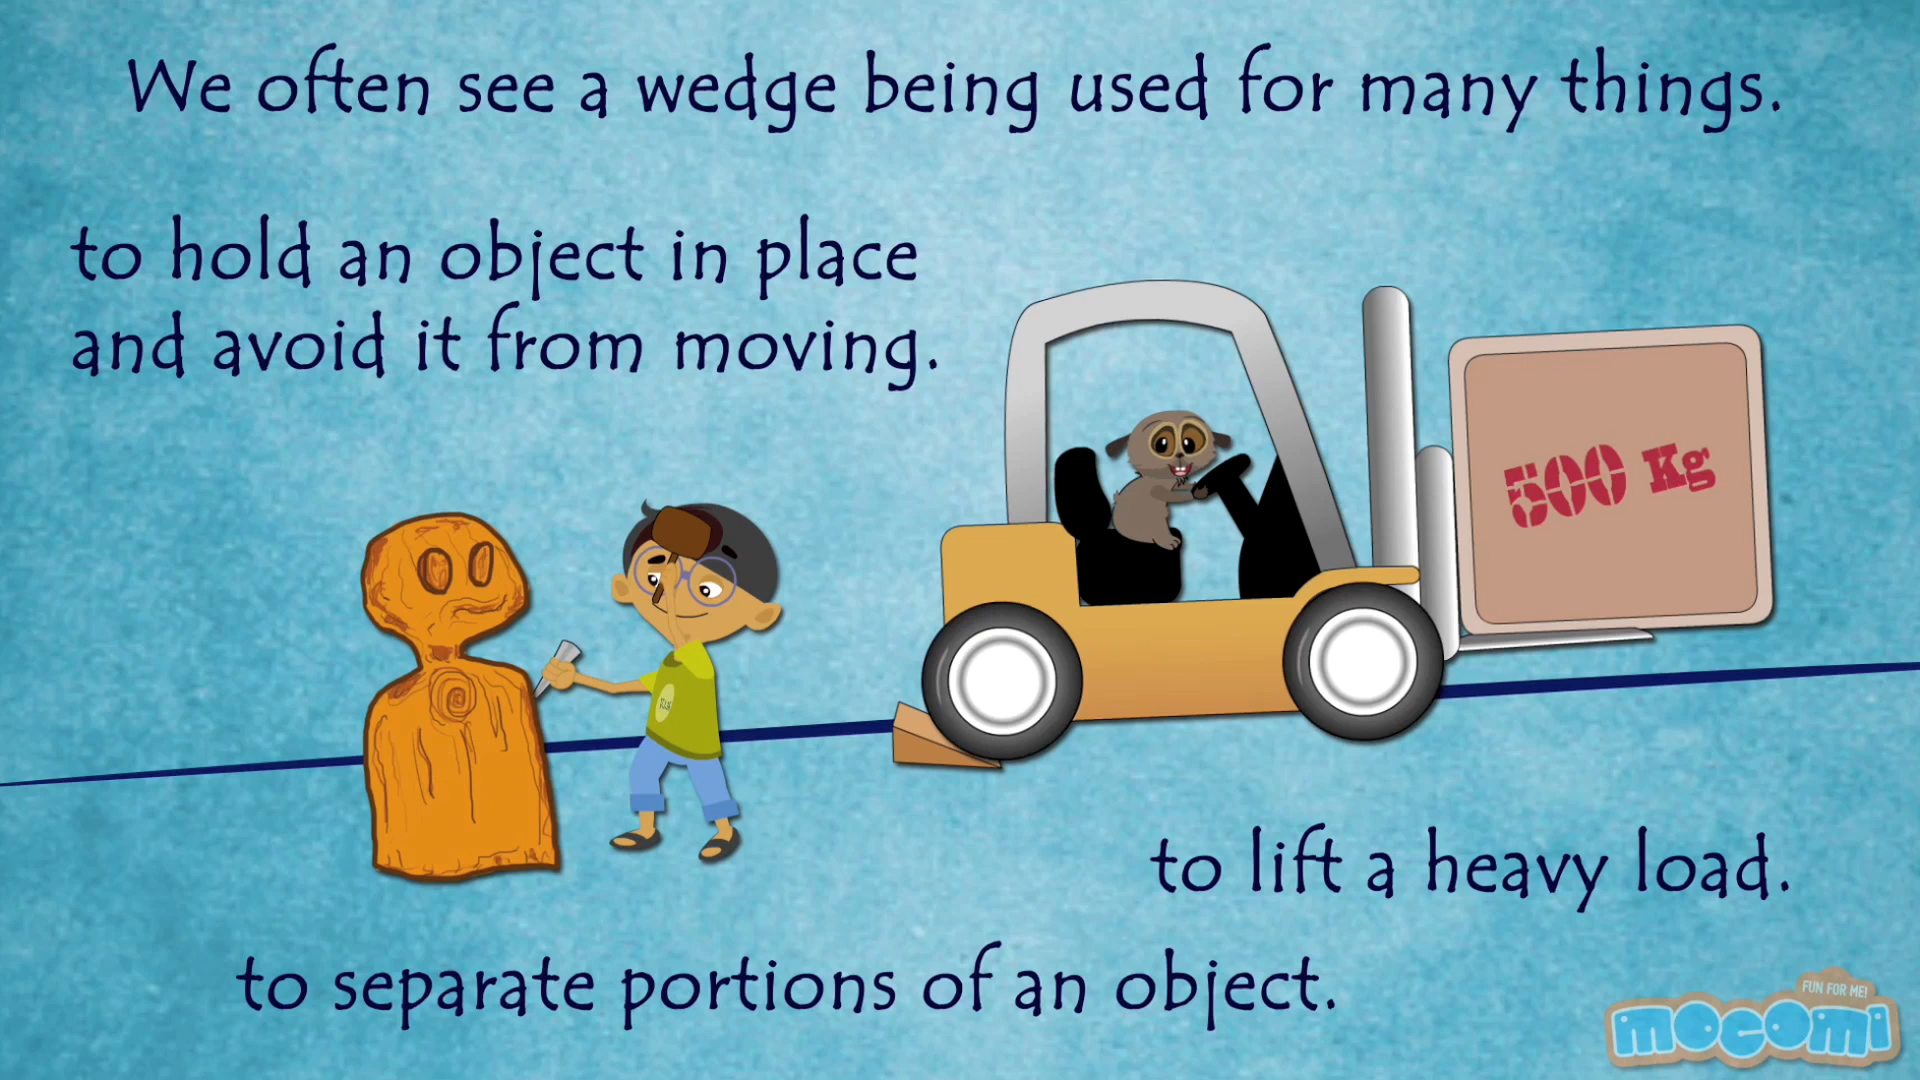 We often see a wedge being used for many things.
to hold an object in place
and avoid it from moving.
500 Kg
to lift a heavy load.
to separate portions of an object.
FUN FOR ME!
mocomi